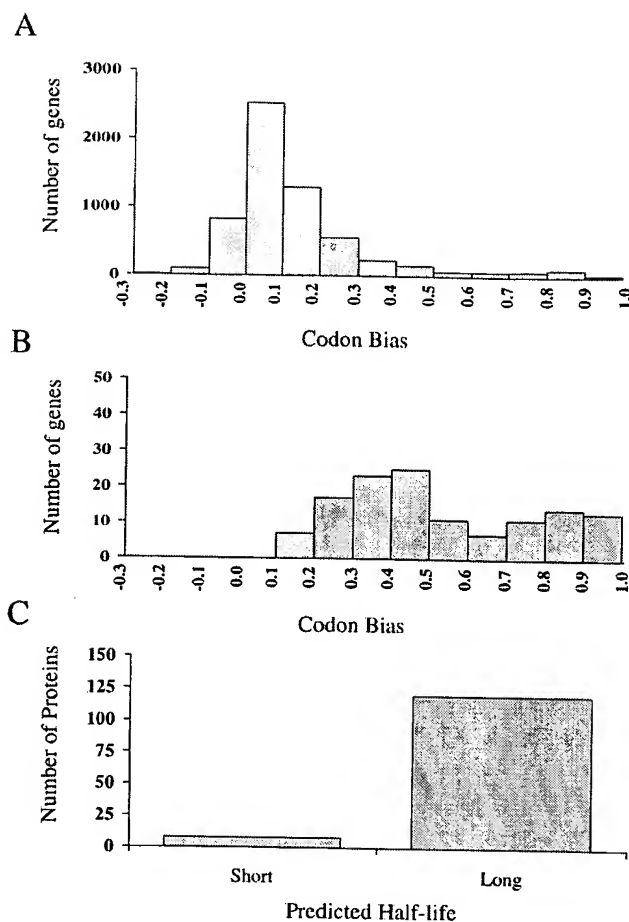 A
Number of genes
3000
2000
1000
0
-0.3 -0.2 -0.1 0.0 0.1 0.2 0.3 0.4 0.5 0.6 0.7 0.8 0.9 1.0
Codon Bias
B
Number of genes
50
40
30
20
10
0
-0.3 -0.2 -0.1 0.0 0.1 0.2 0.3 0.4 0.5 0.6 0.7 0.8 0.9 1.0
Codon Bias
C
Number of Proteins
150
125
100
75
50
25
0
Short Long
Predicted Half-life